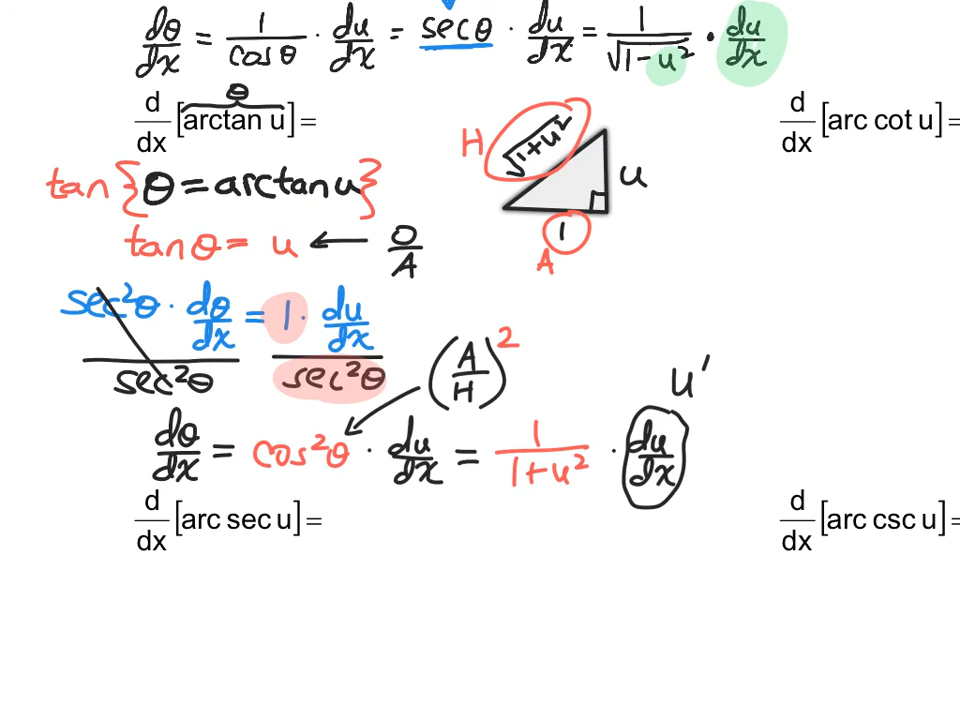 dθ/dx = 1/cosθ · du/dx = secθ · du/dx = 1/√(1-u²) · du/dx
θ
d/dx [arctan u] =
d/dx [arc cot u] =
H √(1+u²) u
1
A
tan{θ = arctan u}
tanθ = u ← O/A
sec²θ · dθ/dx / sec²θ = 1 · du/dx / sec²θ
(A/H)²
u'
dθ/dx = cos²θ · du/dx = 1/(1+u²) · du/dx
d/dx [arc sec u] =
d/dx [arc csc u] =